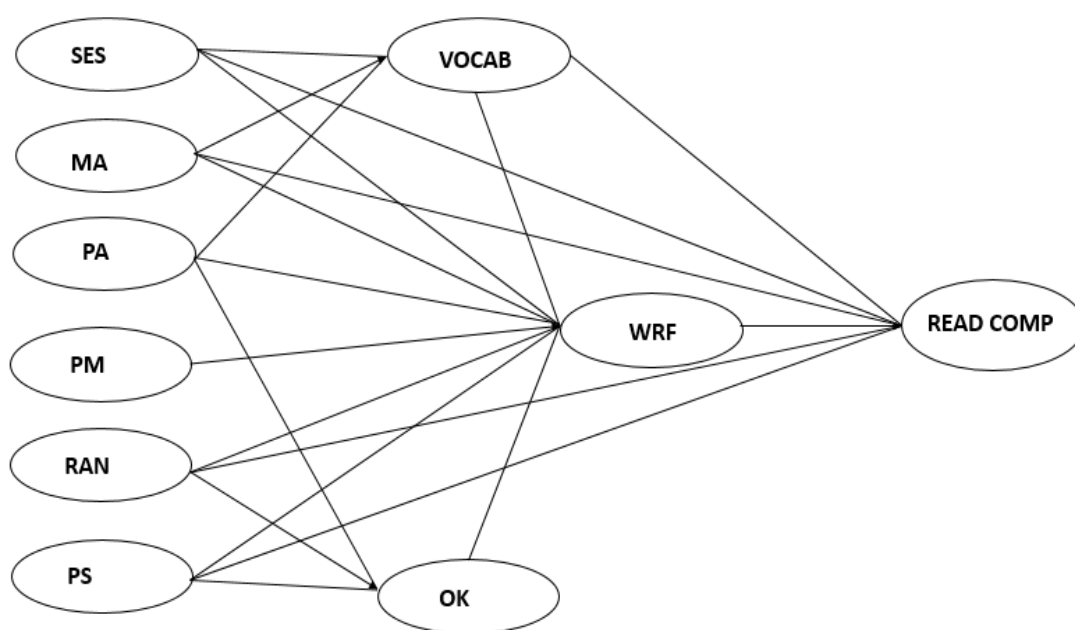 SES
VOCAB
MA
PA
WRF
READ COMP
PM
RAN
PS
OK